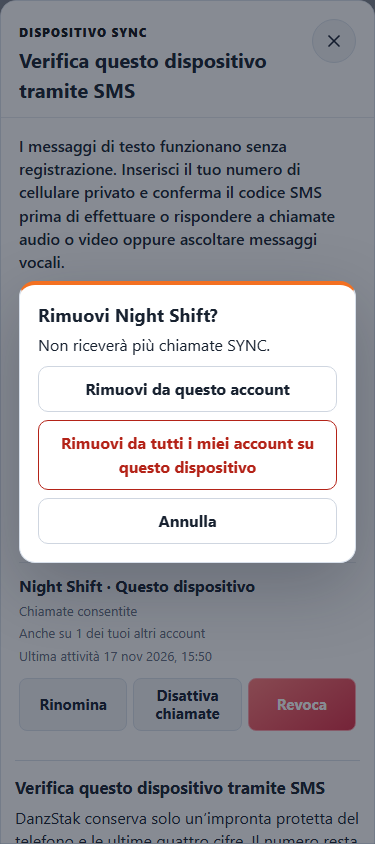 DISPOSITIVO SYNC
Verifica questo dispositivo
tramite SMS
I messaggi di testo funzionano senza
registrazione. Inserisci il tuo numero di
cellulare privato e conferma il codice SMS
prima di effettuare o rispondere a chiamate
audio o video oppure ascoltare messaggi
vocali.
Rimuovi Night Shift?
Non riceverà più chiamate SYNC.
Rimuovi da questo account
Rimuovi da tutti i miei account su
questo dispositivo
Annulla
Night Shift · Questo dispositivo
Chiamate consentite
Anche su 1 dei tuoi altri account
Ultima attività 17 nov 2026, 15:50
Rinomina
Disattiva
chiamate
Revoca
Verifica questo dispositivo tramite SMS
DanzStak conserva solo un’impronta protetta del
telefono e le ultime quattro cifre. Il numero resta